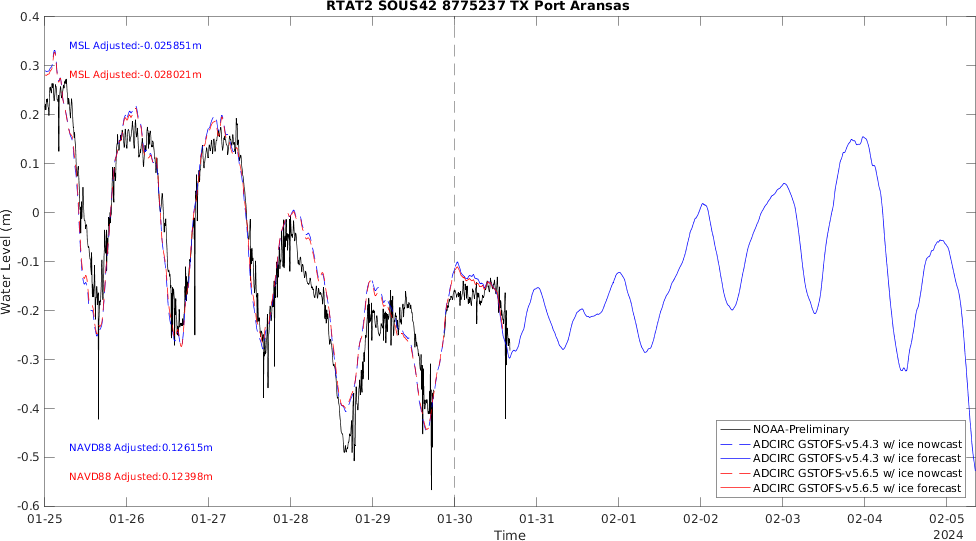 RTAT2 SOUS42 8775237 TX Port Aransas
0.4
0.3
0.2
0.1
0
-0.1
-0.2
-0.3
-0.4
-0.5
-0.6
Water Level (m)
MSL Adjusted:-0.025851m
MSL Adjusted:-0.028021m
NAVD88 Adjusted:0.12615m
NAVD88 Adjusted:0.12398m
NOAA-Preliminary
ADCIRC GSTOFS-v5.4.3 w/ ice nowcast
ADCIRC GSTOFS-v5.4.3 w/ ice forecast
ADCIRC GSTOFS-v5.6.5 w/ ice nowcast
ADCIRC GSTOFS-v5.6.5 w/ ice forecast
01-25 01-26 01-27 01-28 01-29 01-30 01-31 02-01 02-02 02-03 02-04 02-05
Time
2024